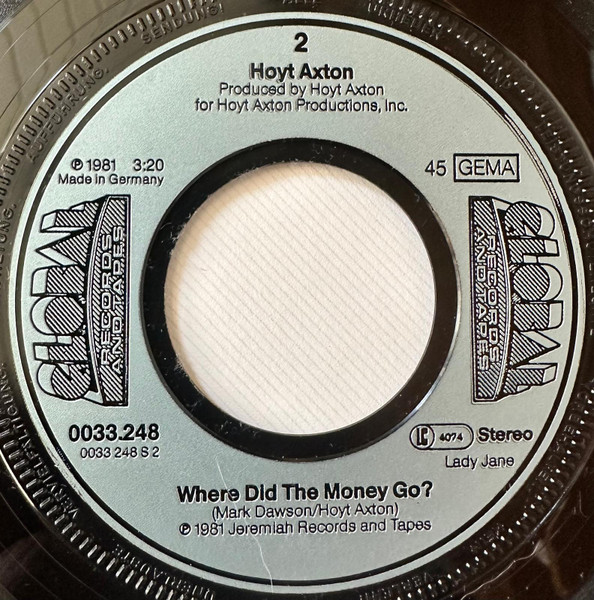 2
Hoyt Axton
Produced by Hoyt Axton
for Hoyt Axton Productions, Inc.
℗ 1981 3:20
Made in Germany
45 GEMA
GLOBAL
RECORDS
AND TAPES
GLOBAL
RECORDS
AND TAPES
0033.248
0033 248 S 2
LC 4074 Stereo
Lady Jane
Where Did The Money Go?
(Mark Dawson/Hoyt Axton)
℗ 1981 Jeremiah Records and Tapes
AUFFÜHRUNG,
SENDUNG